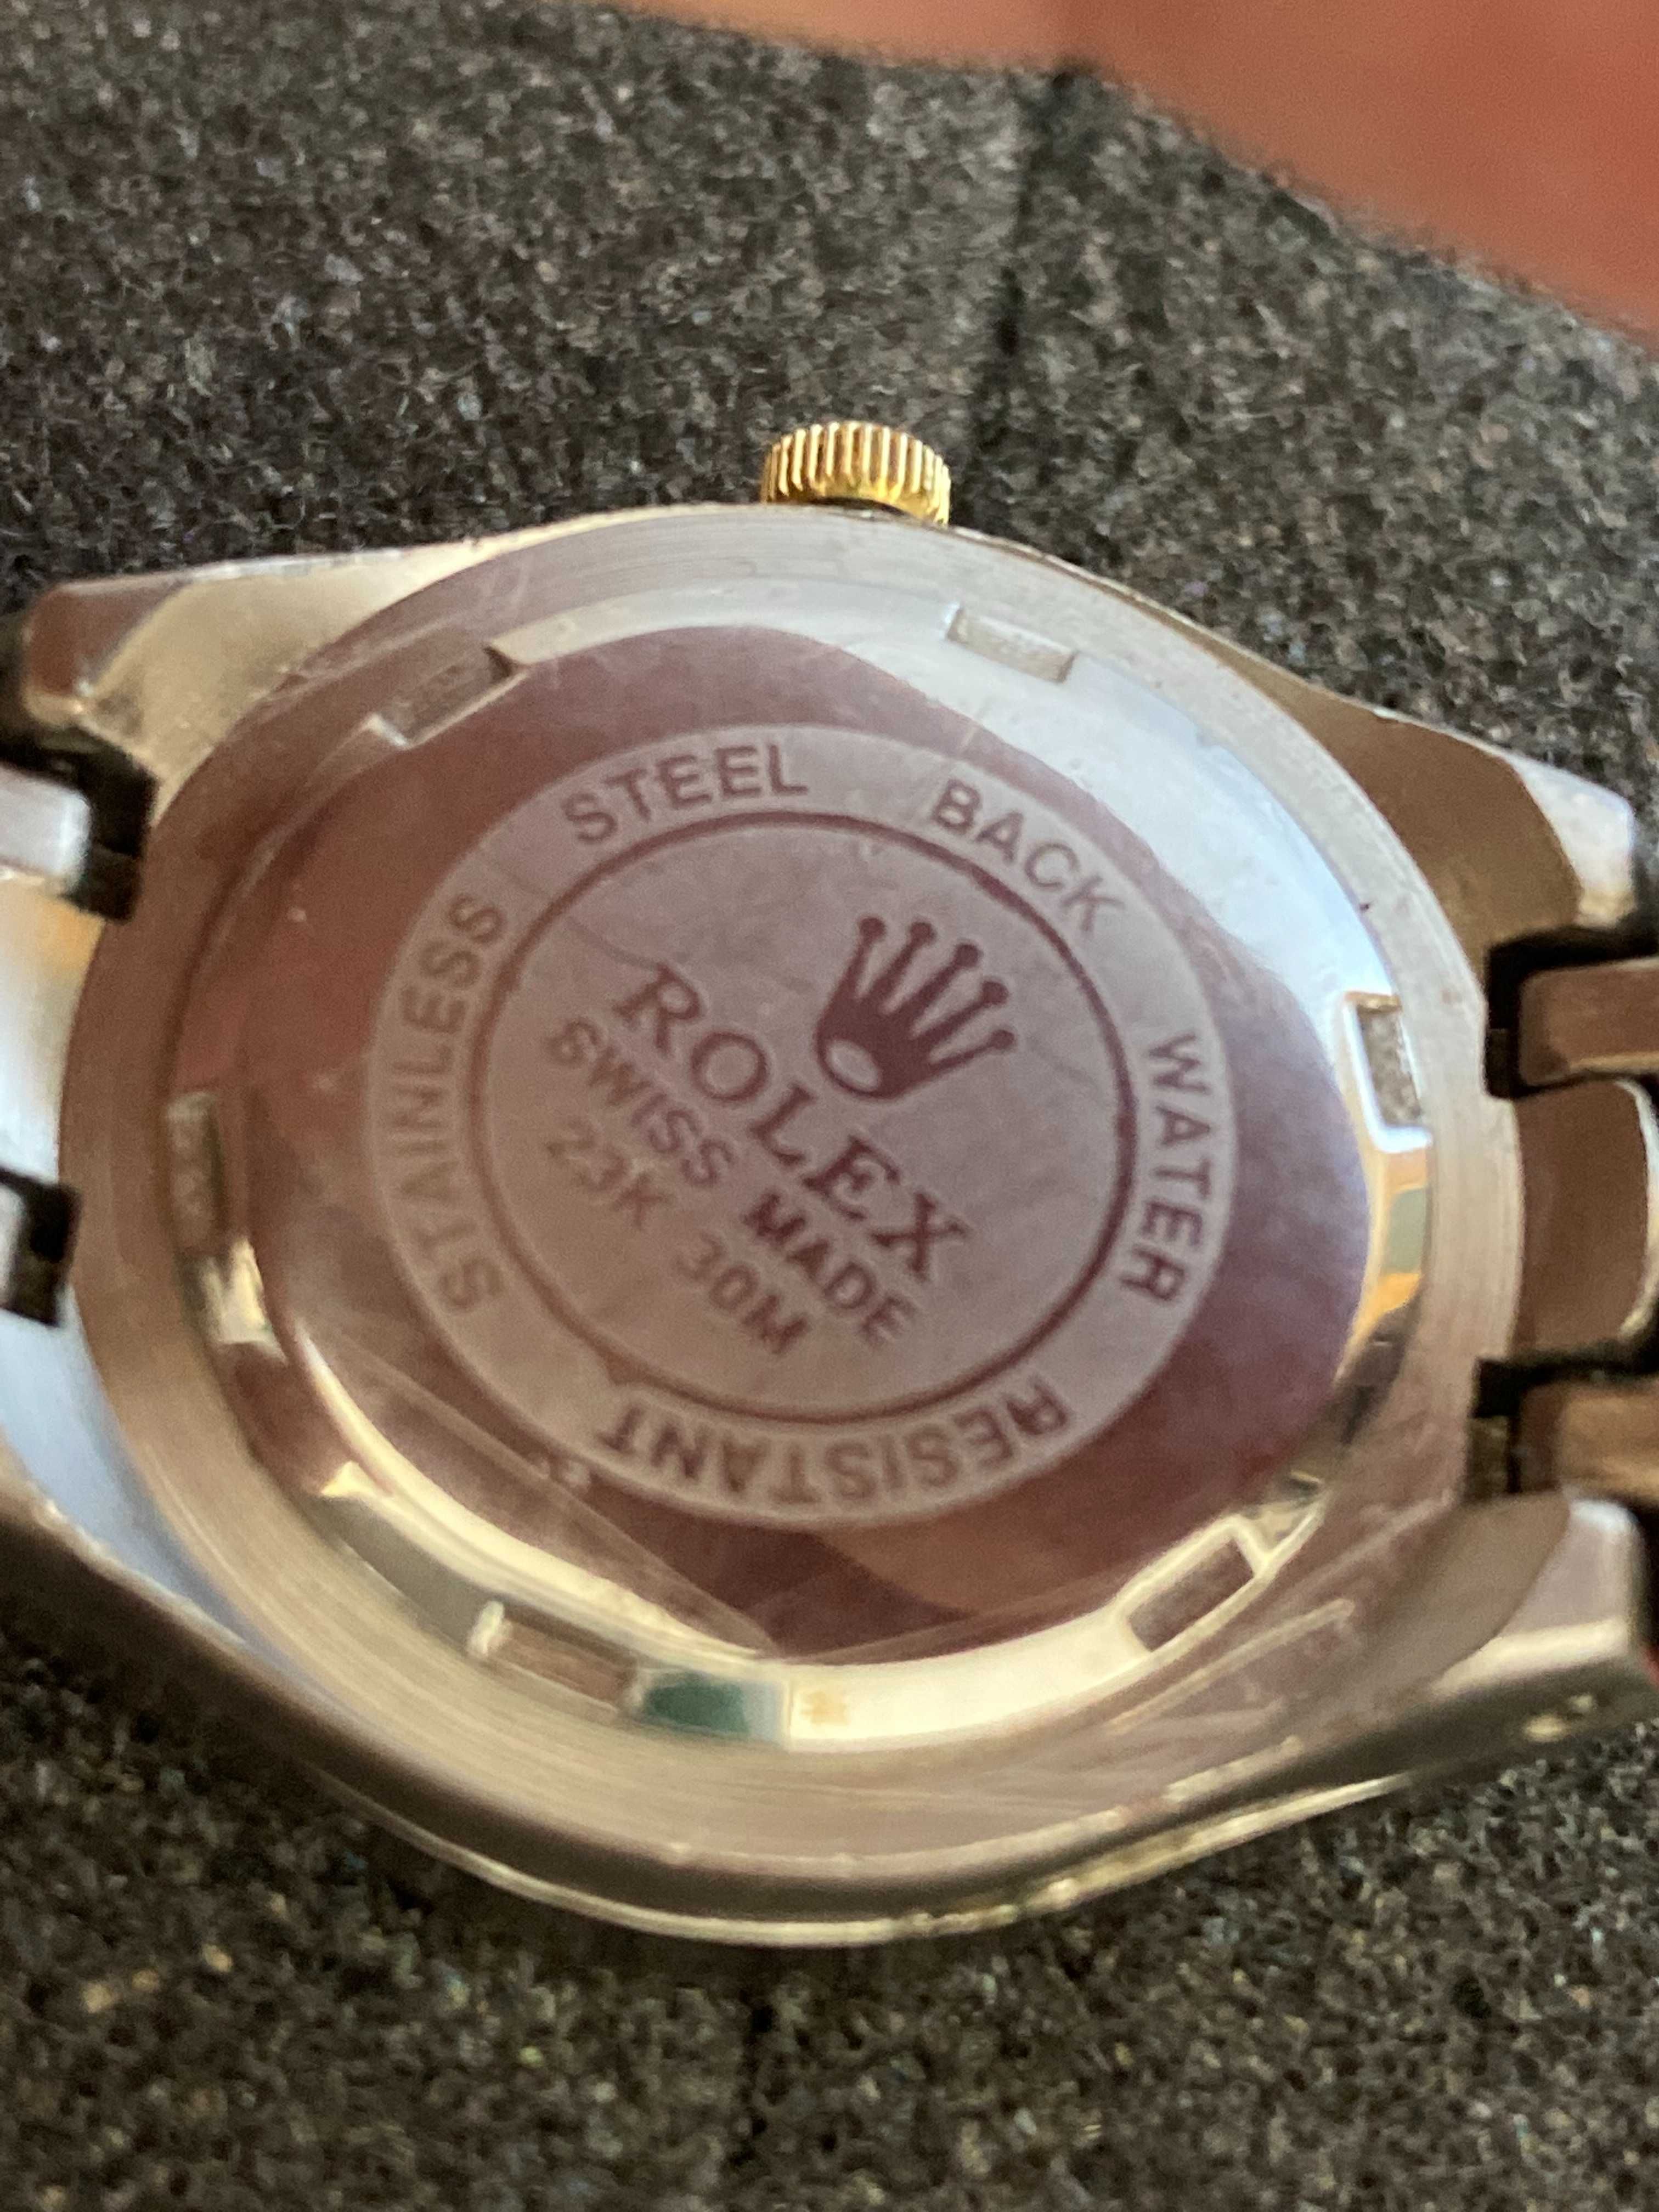 STAINLESS STEEL BACK WATER RESISTANT
ROLEX
SWISS MADE
23K 30M